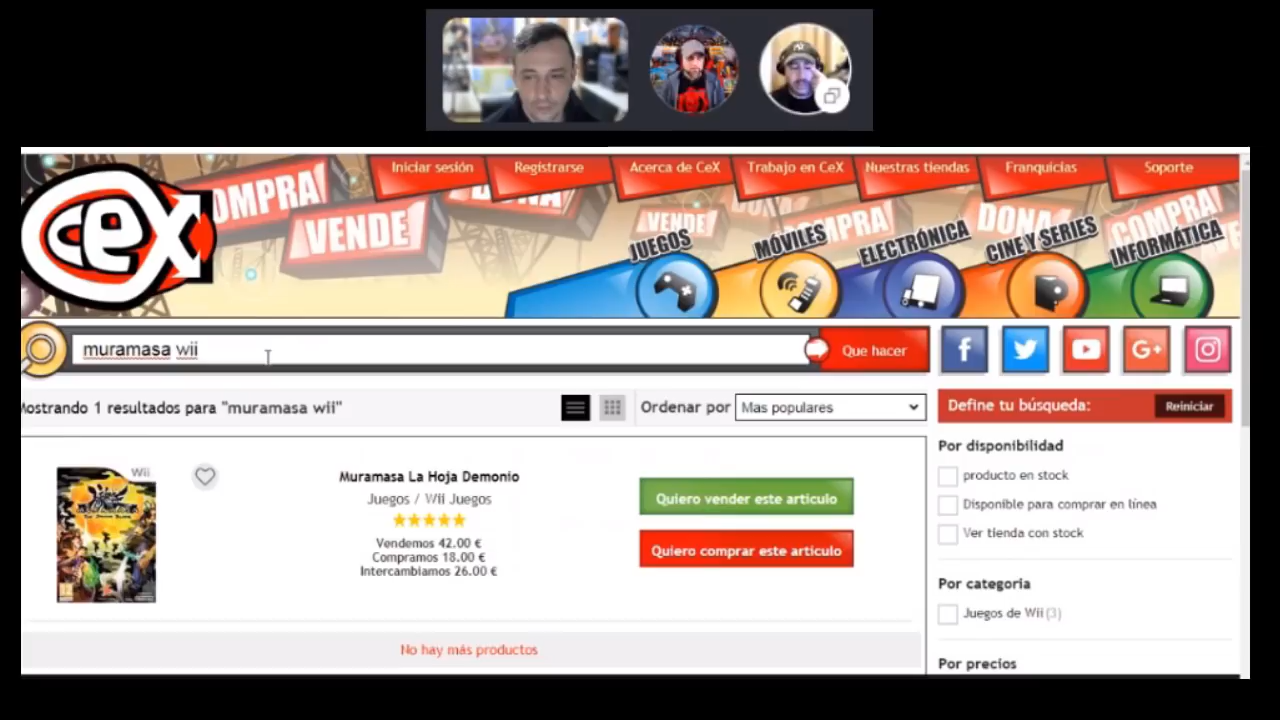 Iniciar sesión
Registrarse
Acerca de CeX
Trabajo en CeX
Nuestras tiendas
Franquicias
Soporte
CeX
COMPRA
VENDE
VENDE
DONA
COMPRA
JUEGOS
MÓVILES
ELECTRÓNICA
CINE Y SERIES
INFORMÁTICA
muramasa wii
Que hacer
f
G+
Mostrando 1 resultados para "muramasa wii"
Ordenar por
Mas populares
Define tu búsqueda:
Reiniciar
Por disponibilidad
producto en stock
Disponible para comprar en línea
Ver tienda con stock
Por categoria
Juegos de Wii (3)
Por precios
Wii
Muramasa La Hoja Demonio
Juegos / Wii Juegos
Vendemos 42.00 €
Compramos 18.00 €
Intercambiamos 26.00 €
Quiero vender este articulo
Quiero comprar este articulo
No hay más productos